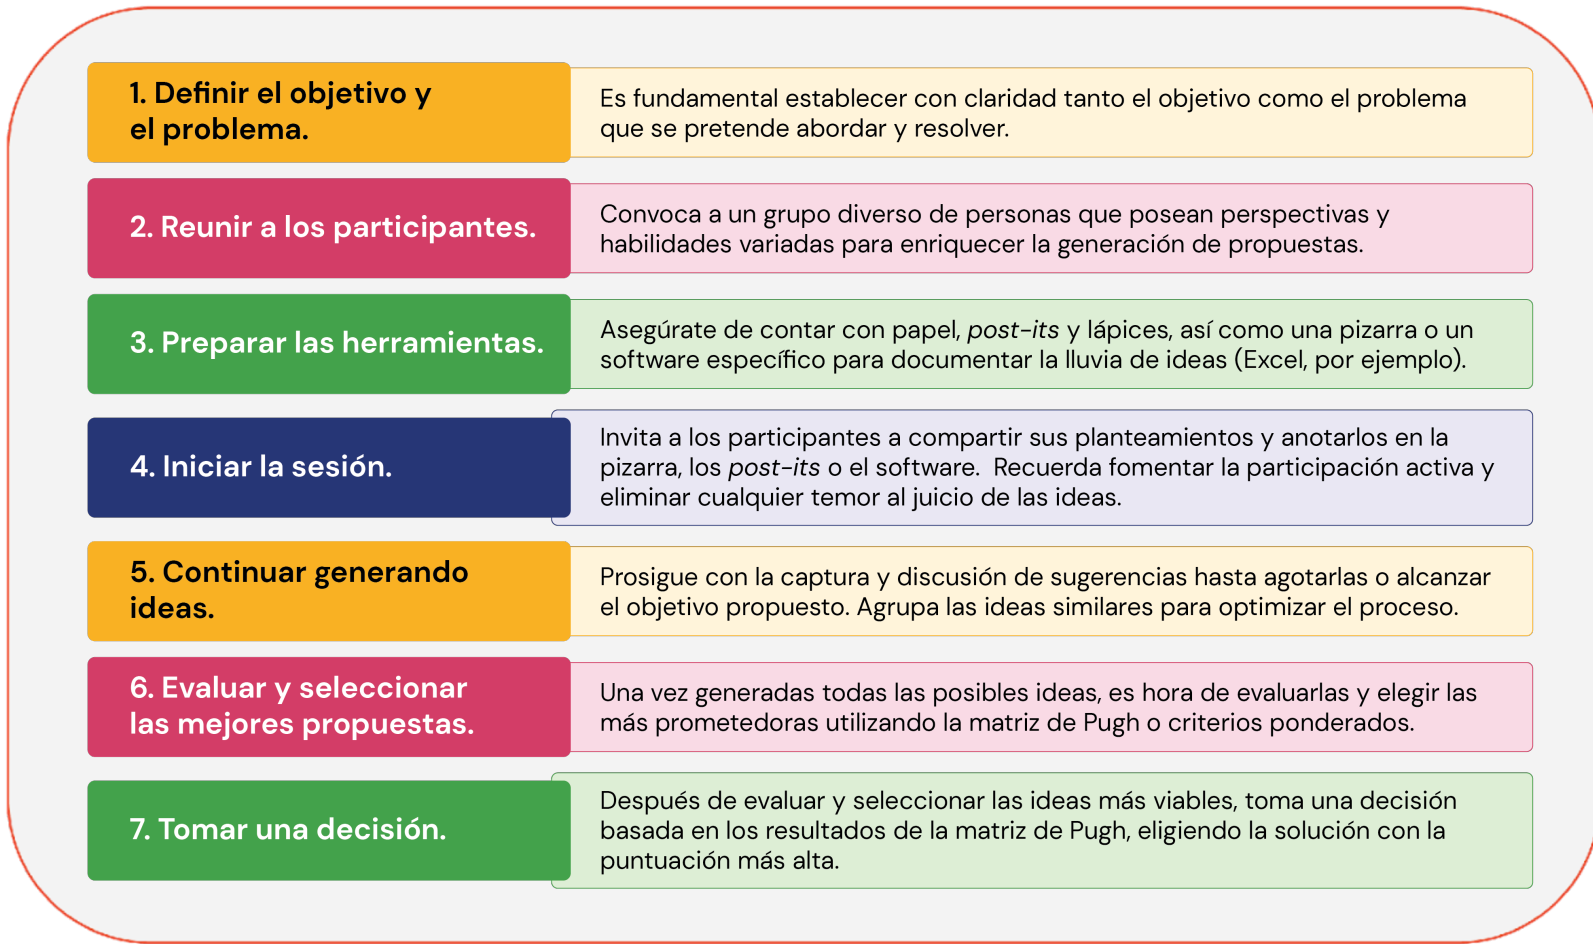 1. Definir el objetivo y
el problema.
Es fundamental establecer con claridad tanto el objetivo como el problema
que se pretende abordar y resolver.
2. Reunir a los participantes.
Convoca a un grupo diverso de personas que posean perspectivas y
habilidades variadas para enriquecer la generación de propuestas.
3. Preparar las herramientas.
Asegúrate de contar con papel, post-its y lápices, así como una pizarra o un
software específico para documentar la lluvia de ideas (Excel, por ejemplo).
4. Iniciar la sesión.
Invita a los participantes a compartir sus planteamientos y anotarlos en la
pizarra, los post-its o el software.  Recuerda fomentar la participación activa y
eliminar cualquier temor al juicio de las ideas.
5. Continuar generando
ideas.
Prosigue con la captura y discusión de sugerencias hasta agotarlas o alcanzar
el objetivo propuesto. Agrupa las ideas similares para optimizar el proceso.
6. Evaluar y seleccionar
las mejores propuestas.
Una vez generadas todas las posibles ideas, es hora de evaluarlas y elegir las
más prometedoras utilizando la matriz de Pugh o criterios ponderados.
7. Tomar una decisión.
Después de evaluar y seleccionar las ideas más viables, toma una decisión
basada en los resultados de la matriz de Pugh, eligiendo la solución con la
puntuación más alta.